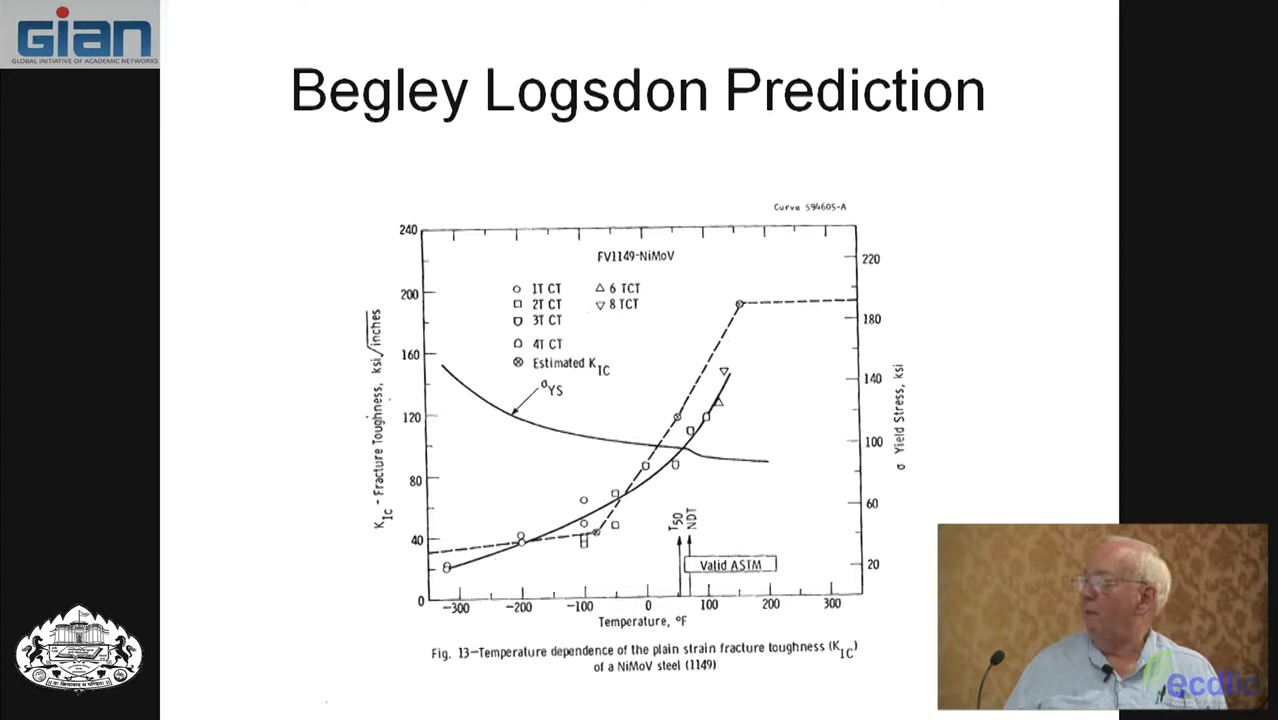 GIAN
GLOBAL INITIATIVE OF ACADEMIC NETWORKS
Begley Logsdon Prediction
Curve 594605-A
FV1149-NiMoV
1T CT
2T CT
3T CT
4T CT
Estimated K_IC
6 TCT
8 TCT
σ_YS
240
200
160
120
80
40
0
K_Ic - Fracture Toughness, ksi√inches
220
180
140
100
60
20
σ Yield Stress, ksi
T50
NDT
Valid ASTM
−300 −200 −100 0 100 200 300
Temperature, °F
Fig. 13—Temperature dependence of the plain strain fracture toughness (K_IC)
of a NiMoV steel (1149)
ecdlic